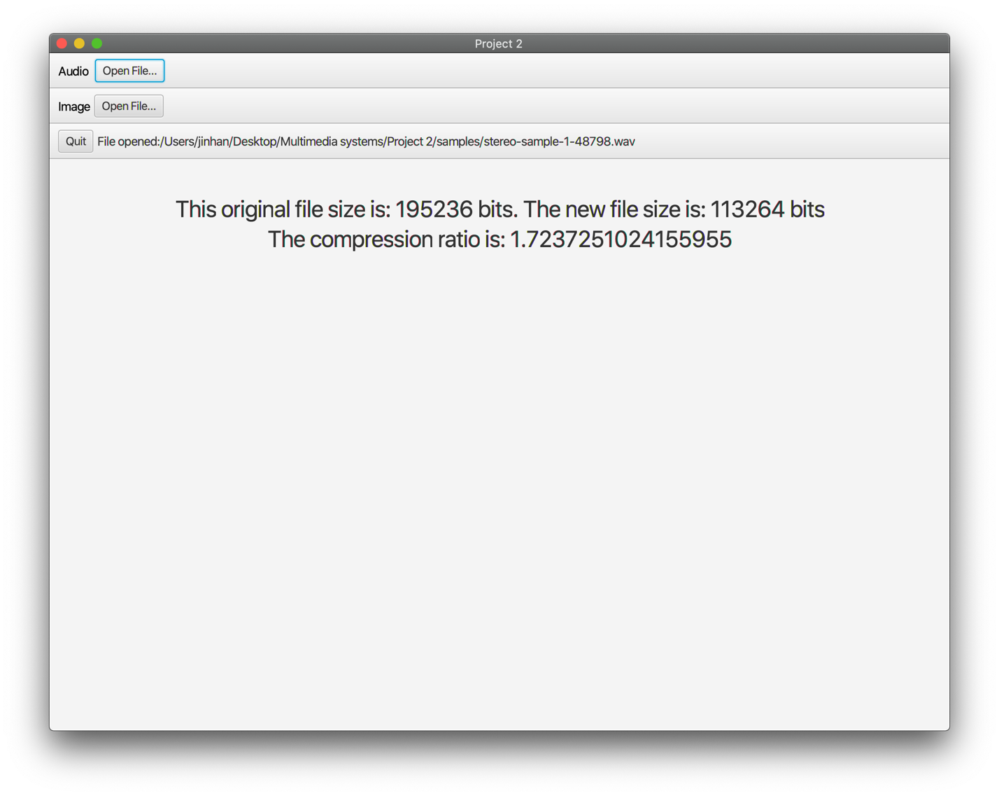 Project 2
Audio Open File...
Image Open File...
Quit File opened:/Users/jinhan/Desktop/Multimedia systems/Project 2/samples/stereo-sample-1-48798.wav
This original file size is: 195236 bits. The new file size is: 113264 bits
The compression ratio is: 1.7237251024155955